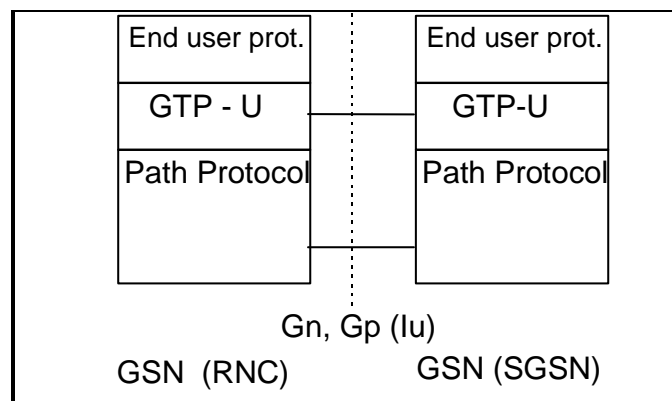 End user prot.
End user prot.
GTP - U
GTP-U
Path Protocol
Path Protocol
Gn, Gp (Iu)
GSN (RNC)
GSN (SGSN)